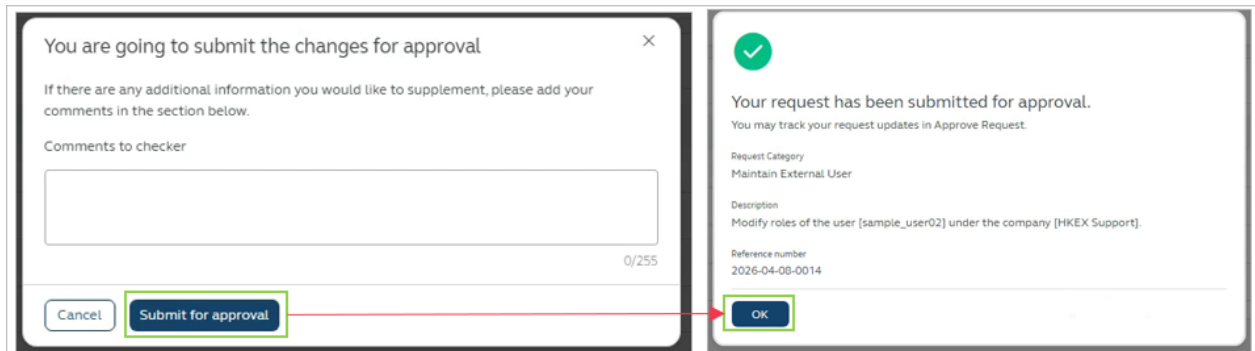 You are going to submit the changes for approval
If there are any additional information you would like to supplement, please add your
comments in the section below.
Comments to checker
0/255
Cancel
Submit for approval
Your request has been submitted for approval.
You may track your request updates in Approve Request.
Request Category
Maintain External User
Description
Modify roles of the user [sample_user02] under the company [HKEX Support].
Reference number
2026-04-08-0014
OK